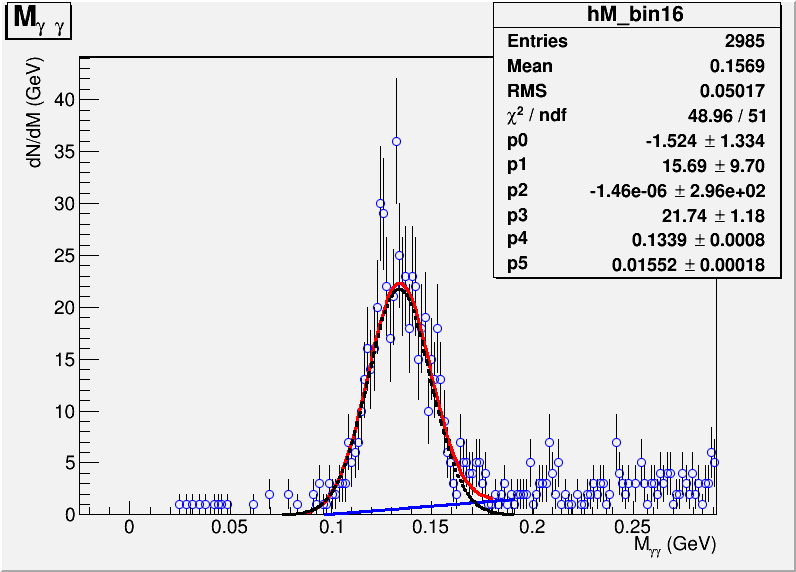 M_γ γ
hM_bin16
Entries 2985
Mean 0.1569
RMS 0.05017
χ² / ndf 48.96 / 51
p0 -1.524 ± 1.334
p1 15.69 ± 9.70
p2 -1.46e-06 ± 2.96e+02
p3 21.74 ± 1.18
p4 0.1339 ± 0.0008
p5 0.01552 ± 0.00018
dN/dM (GeV)
40
35
30
25
20
15
10
5
0
0 0.05 0.1 0.15 0.2 0.25
M_γγ (GeV)